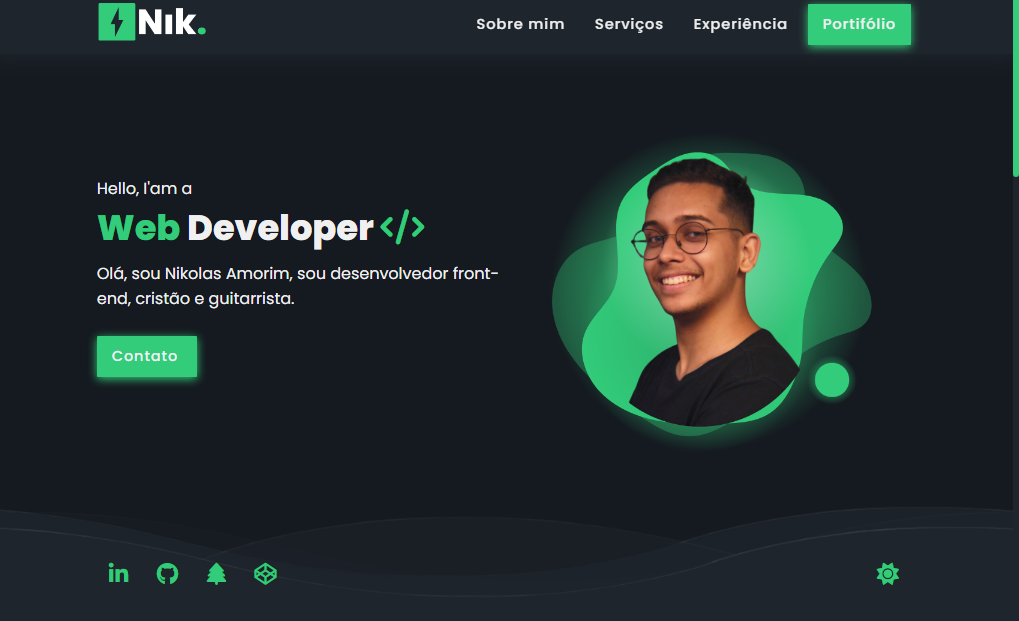 Nik.
Sobre mim
Serviços
Experiência
Portifólio
Hello, I'am a
Web Developer </>
Olá, sou Nikolas Amorim, sou desenvolvedor front-
end, cristão e guitarrista.
Contato
in